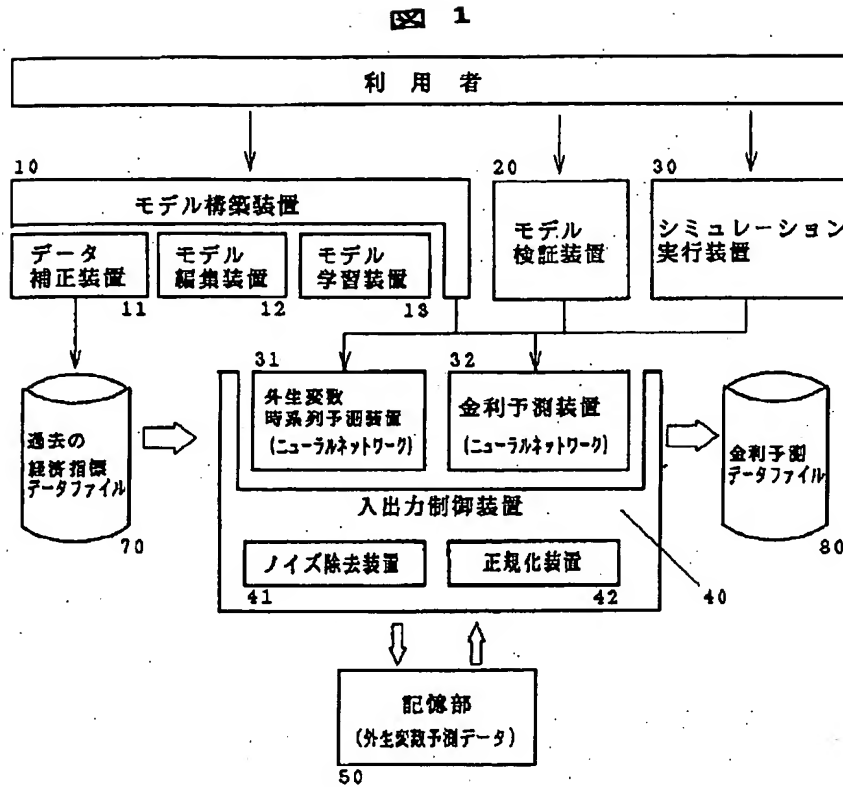 図 1
利 用 者
10
モデル構築装置
データ
補正装置
11
モデル
編集装置
12
モデル
学習装置
13
20
モデル
検証装置
30
シミュレーション
実行装置
31
外生変数
時系列予測装置
(ニューラルネットワーク)
32
金利予測装置
(ニューラルネットワーク)
過去の
経済指標
データファイル
70
入出力制御装置
ノイズ除去装置
41
正規化装置
42
40
金利予測
データファイル
80
記憶部
(外生変数予測データ)
50